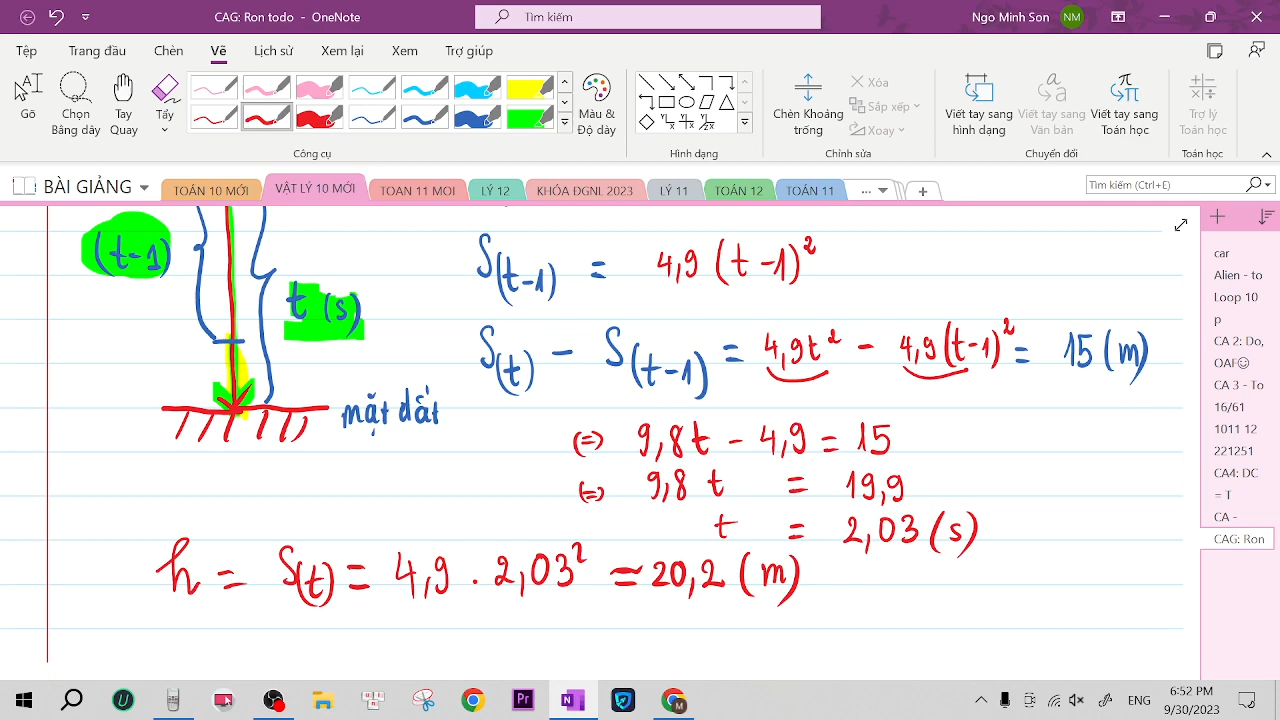 CAG: Ron todo - OneNote
Tìm kiếm
Ngo Minh Son NM
Tệp Trang đầu Chèn Vẽ Lịch sử Xem lại Xem Trợ giúp
Gõ
Chọn Bằng dây
Tay Quay
Tẩy
Màu & Độ dày
Chèn Khoảng trống
Xóa
Sắp xếp
Xoay
Viết tay sang hình dạng
Viết tay sang Văn bản
Viết tay sang Toán học
Trợ lý Toán học
Công cụ
Hình dạng
Chỉnh sửa
Chuyển đổi
Toán học
BÀI GIẢNG
TOÁN 10 MỚI
VẬT LÝ 10 MỚI
TOAN 11 MOI
LÝ 12
KHÓA ĐGNL 2023
LÝ 11
TOÁN 12
TOÁN 11
...
Tìm kiếm (Ctrl+E)
(t-1)
t (s)
mặt đất
S(t-1) = 4,9 (t-1)²
S(t) - S(t-1) = 4,9t² - 4,9(t-1)² = 15 (m)
(=) 9,8t - 4,9 = 15
(=) 9,8 t = 19,9
t = 2,03 (s)
h = S(t) = 4,9 . 2,03² ≃ 20,2 (m)
car
Alien - to
Loop 10
p
CA 2: Do,
OAI☺
CA 3 - To
16/61
1011 12
221251
CA4: DC
= T
CA -
CAG: Ron
ENG
6:52 PM
9/30/2023